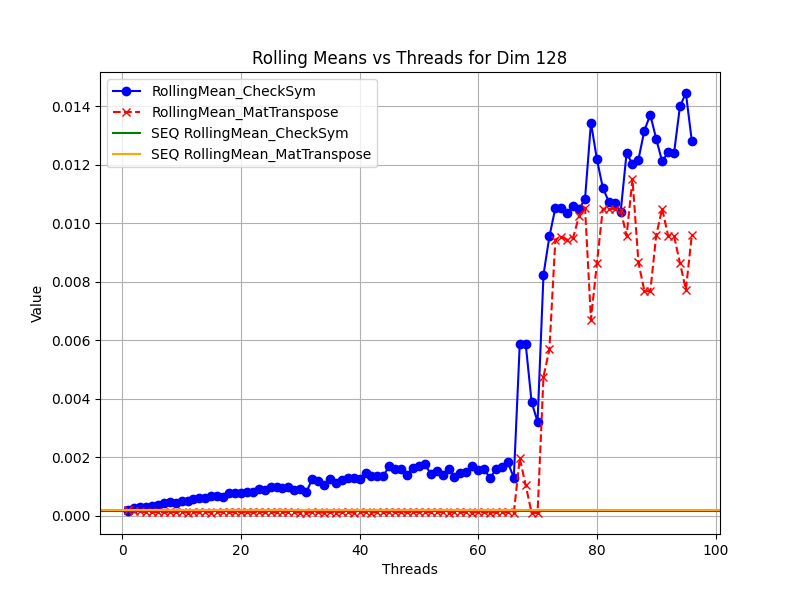 Rolling Means vs Threads for Dim 128
RollingMean_CheckSym
RollingMean_MatTranspose
SEQ RollingMean_CheckSym
SEQ RollingMean_MatTranspose
Value
0.014
0.012
0.010
0.008
0.006
0.004
0.002
0.000
0 20 40 60 80 100
Threads